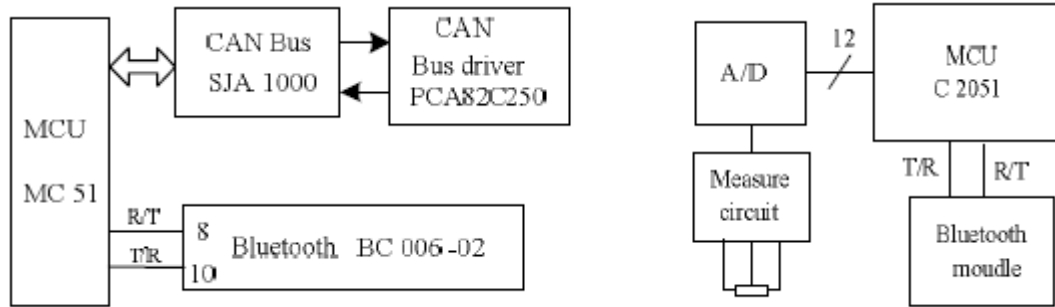 MCU
MC 51
CAN Bus
SJA 1000
CAN
Bus driver
PCA82C250
R/T
T/R
8
10
Bluetooth BC 006-02
A/D
12
MCU
C 2051
Measure
circuit
T/R
R/T
Bluetooth
moudle